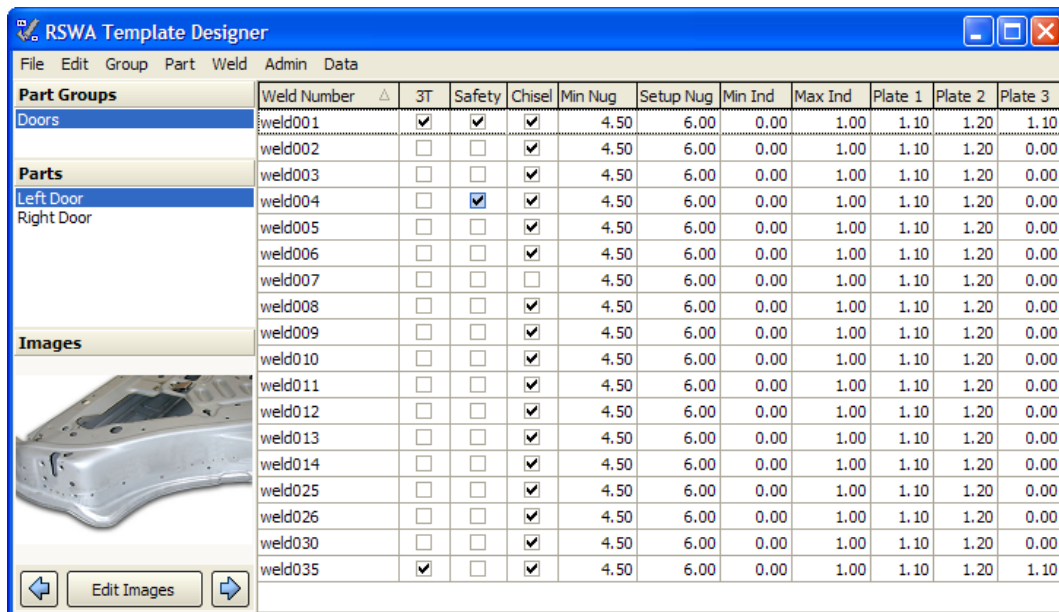 RSWA Template Designer
File Edit Group Part Weld Admin Data
Part Groups
Doors
Parts
Left Door
Right Door
Images
Edit Images
Weld Number 3T Safety Chisel Min Nug Setup Nug Min Ind Max Ind Plate 1 Plate 2 Plate 3
weld001 4.50 6.00 0.00 1.00 1.10 1.20 1.10
weld002 4.50 6.00 0.00 1.00 1.10 1.20 0.00
weld003 4.50 6.00 0.00 1.00 1.10 1.20 0.00
weld004 4.50 6.00 0.00 1.00 1.10 1.20 0.00
weld005 4.50 6.00 0.00 1.00 1.10 1.20 0.00
weld006 4.50 6.00 0.00 1.00 1.10 1.20 0.00
weld007 4.50 6.00 0.00 1.00 1.10 1.20 0.00
weld008 4.50 6.00 0.00 1.00 1.10 1.20 0.00
weld009 4.50 6.00 0.00 1.00 1.10 1.20 0.00
weld010 4.50 6.00 0.00 1.00 1.10 1.20 0.00
weld011 4.50 6.00 0.00 1.00 1.10 1.20 0.00
weld012 4.50 6.00 0.00 1.00 1.10 1.20 0.00
weld013 4.50 6.00 0.00 1.00 1.10 1.20 0.00
weld014 4.50 6.00 0.00 1.00 1.10 1.20 0.00
weld025 4.50 6.00 0.00 1.00 1.10 1.20 0.00
weld026 4.50 6.00 0.00 1.00 1.10 1.20 0.00
weld030 4.50 6.00 0.00 1.00 1.10 1.20 0.00
weld035 4.50 6.00 0.00 1.00 1.10 1.20 1.10